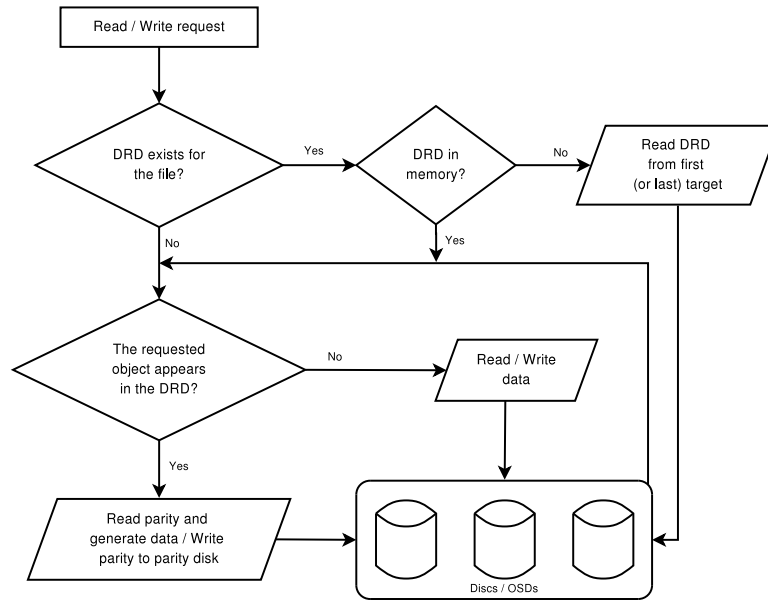 Read / Write request
DRD exists for
the file?
Yes
DRD in
memory?
No
Read DRD
from first
(or last) target
No
Yes
The requested
object appears
in the DRD?
No
Read / Write
data
Yes
Read parity and
generate data / Write
parity to parity disk
Discs / OSDs